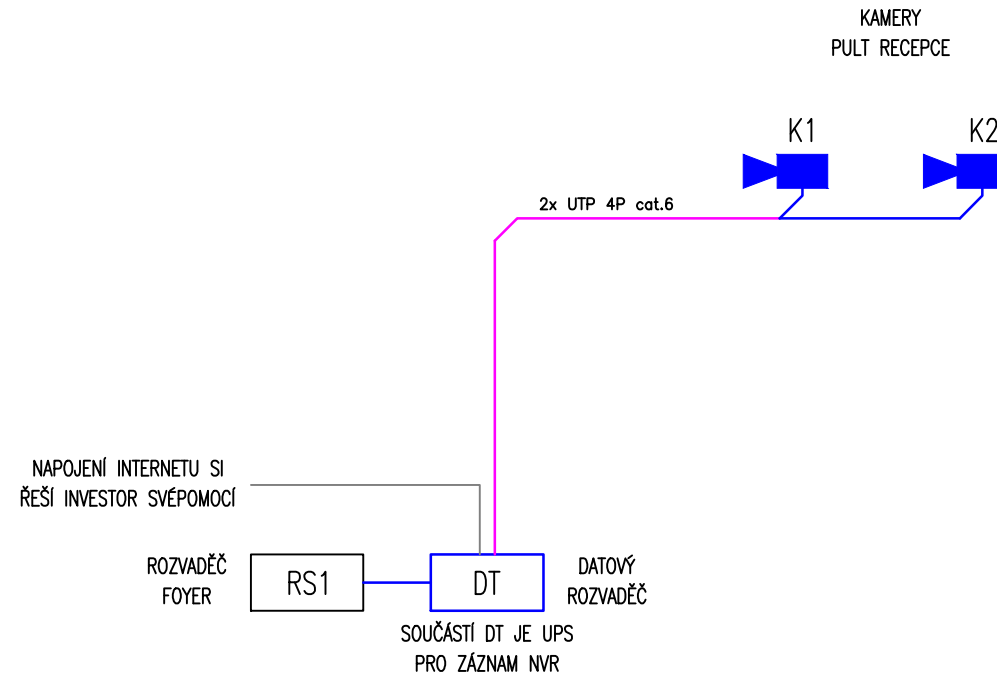 KAMERY
PULT RECEPCE
K1
K2
2x UTP 4P cat.6
NAPOJENÍ INTERNETU SI
ŘEŠÍ INVESTOR SVÉPOMOCÍ
ROZVADĚČ
FOYER
RS1
DT
DATOVÝ
ROZVADĚČ
SOUČÁSTÍ DT JE UPS
PRO ZÁZNAM NVR